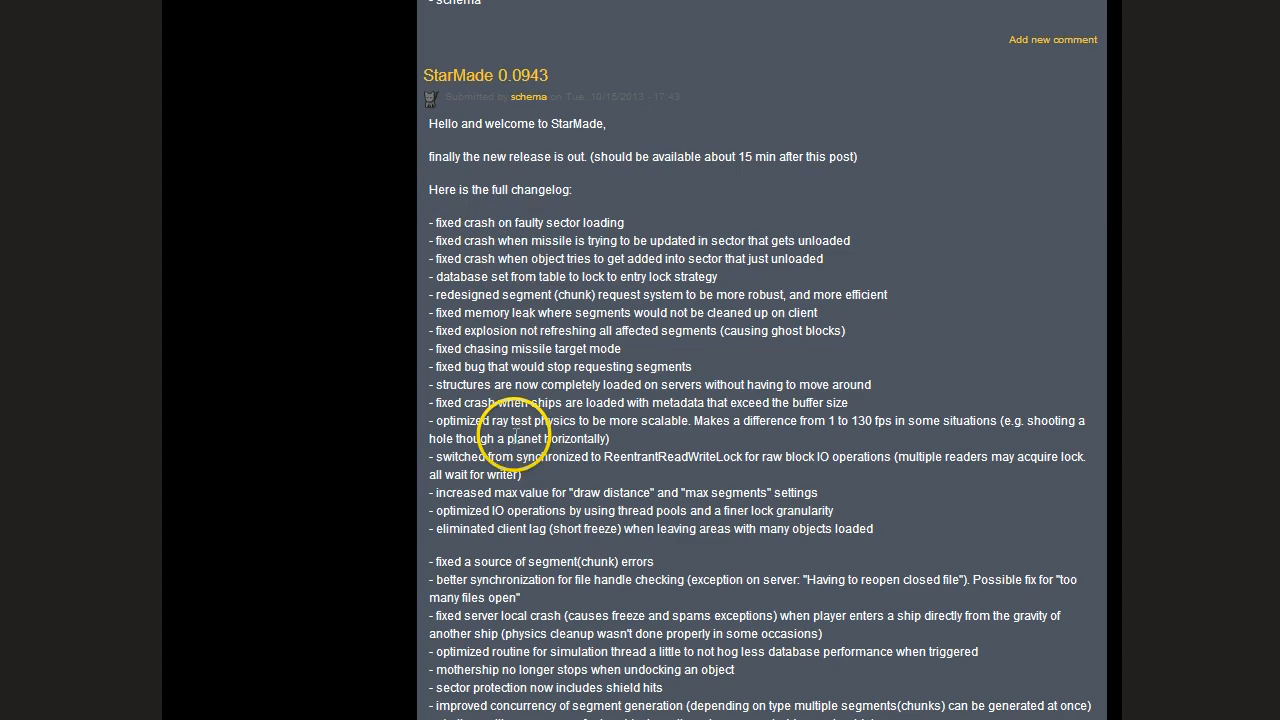 - schema
Add new comment
StarMade 0.0943
Submitted by schema on Tue, 10/15/2013 - 17:43
Hello and welcome to StarMade,
finally the new release is out. (should be available about 15 min after this post)
Here is the full changelog:
- fixed crash on faulty sector loading
- fixed crash when missile is trying to be updated in sector that gets unloaded
- fixed crash when object tries to get added into sector that just unloaded
- database set from table to lock to entry lock strategy
- redesigned segment (chunk) request system to be more robust, and more efficient
- fixed memory leak where segments would not be cleaned up on client
- fixed explosion not refreshing all affected segments (causing ghost blocks)
- fixed chasing missile target mode
- fixed bug that would stop requesting segments
- structures are now completely loaded on servers without having to move around
- fixed crash when ships are loaded with metadata that exceed the buffer size
- optimized ray test physics to be more scalable. Makes a difference from 1 to 130 fps in some situations (e.g. shooting a
hole though a planet horizontally)
- switched from synchronized to ReentrantReadWriteLock for raw block IO operations (multiple readers may acquire lock.
all wait for writer)
- increased max value for "draw distance" and "max segments" settings
- optimized IO operations by using thread pools and a finer lock granularity
- eliminated client lag (short freeze) when leaving areas with many objects loaded
- fixed a source of segment(chunk) errors
- better synchronization for file handle checking (exception on server: "Having to reopen closed file"). Possible fix for "too
many files open"
- fixed server local crash (causes freeze and spams exceptions) when player enters a ship directly from the gravity of
another ship (physics cleanup wasn't done properly in some occasions)
- optimized routine for simulation thread a little to not hog less database performance when triggered
- mothership no longer stops when undocking an object
- sector protection now includes shield hits
- improved concurrency of segment generation (depending on type multiple segments(chunks) can be generated at once)